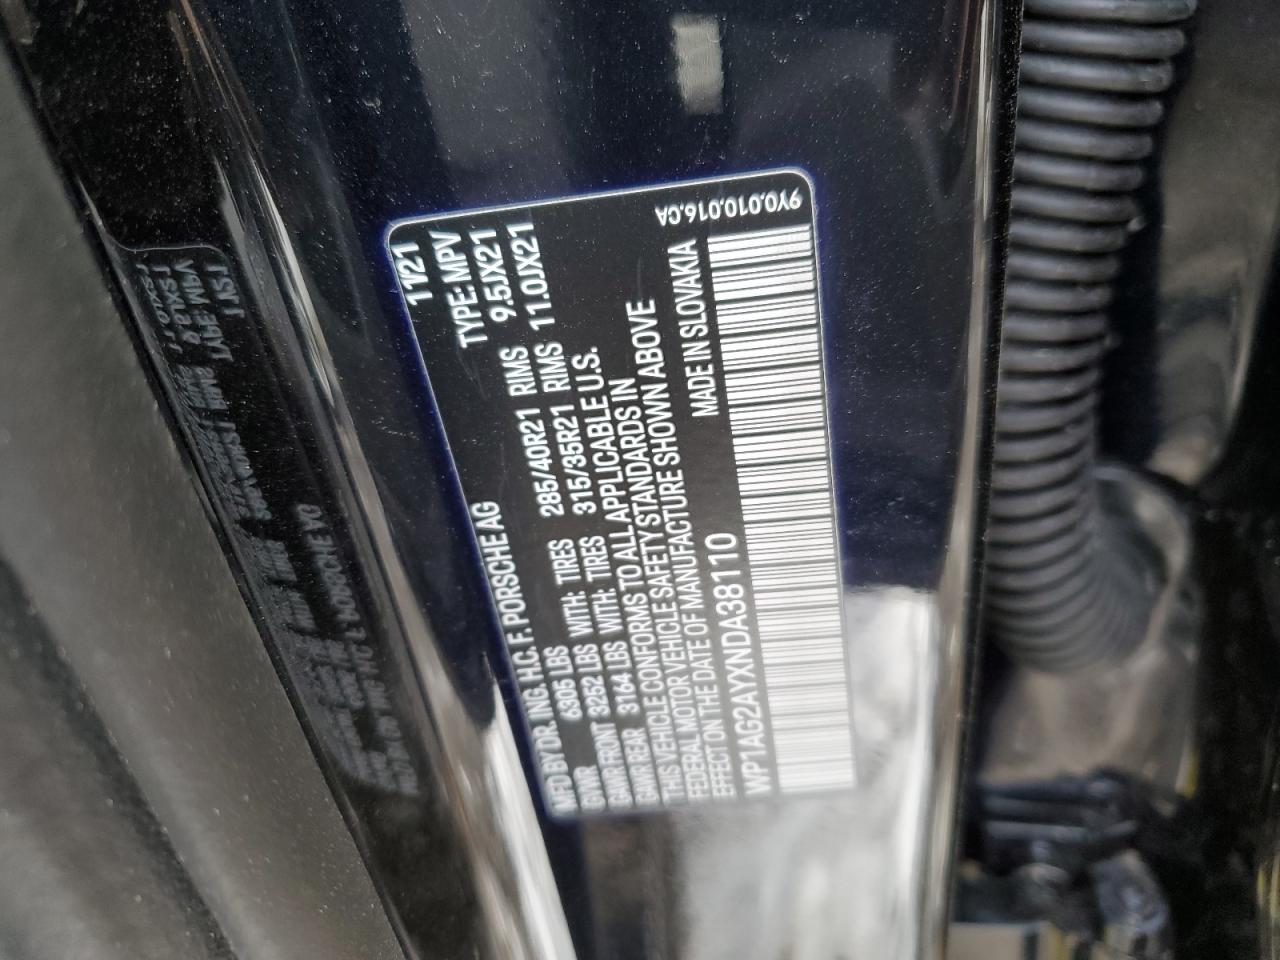 MFD BY DR. ING. H.C. F. PORSCHE AG 11/21
GVWR 6305 LBS TYPE: MPV
GAWR FRONT 3252 LBS WITH: TIRES 285/40R21 RIMS 9.5JX21
GAWR REAR 3164 LBS WITH: TIRES 315/35R21 RIMS 11.0JX21
THIS VEHICLE CONFORMS TO ALL APPLICABLE U.S.
FEDERAL MOTOR VEHICLE SAFETY STANDARDS IN
EFFECT ON THE DATE OF MANUFACTURE SHOWN ABOVE
WP1AG2AYXNDA38110 MADE IN SLOVAKIA
9Y0.010.016.CA